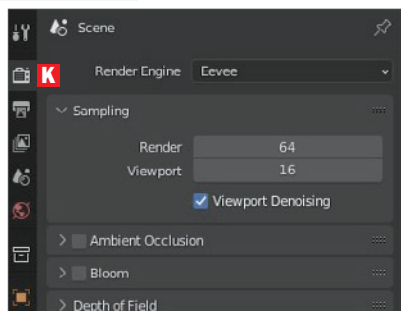 Scene
K
Render Engine Eevee
Sampling
Render 64
Viewport 16
Viewport Denoising
Ambient Occlusion
Bloom
Depth of Field